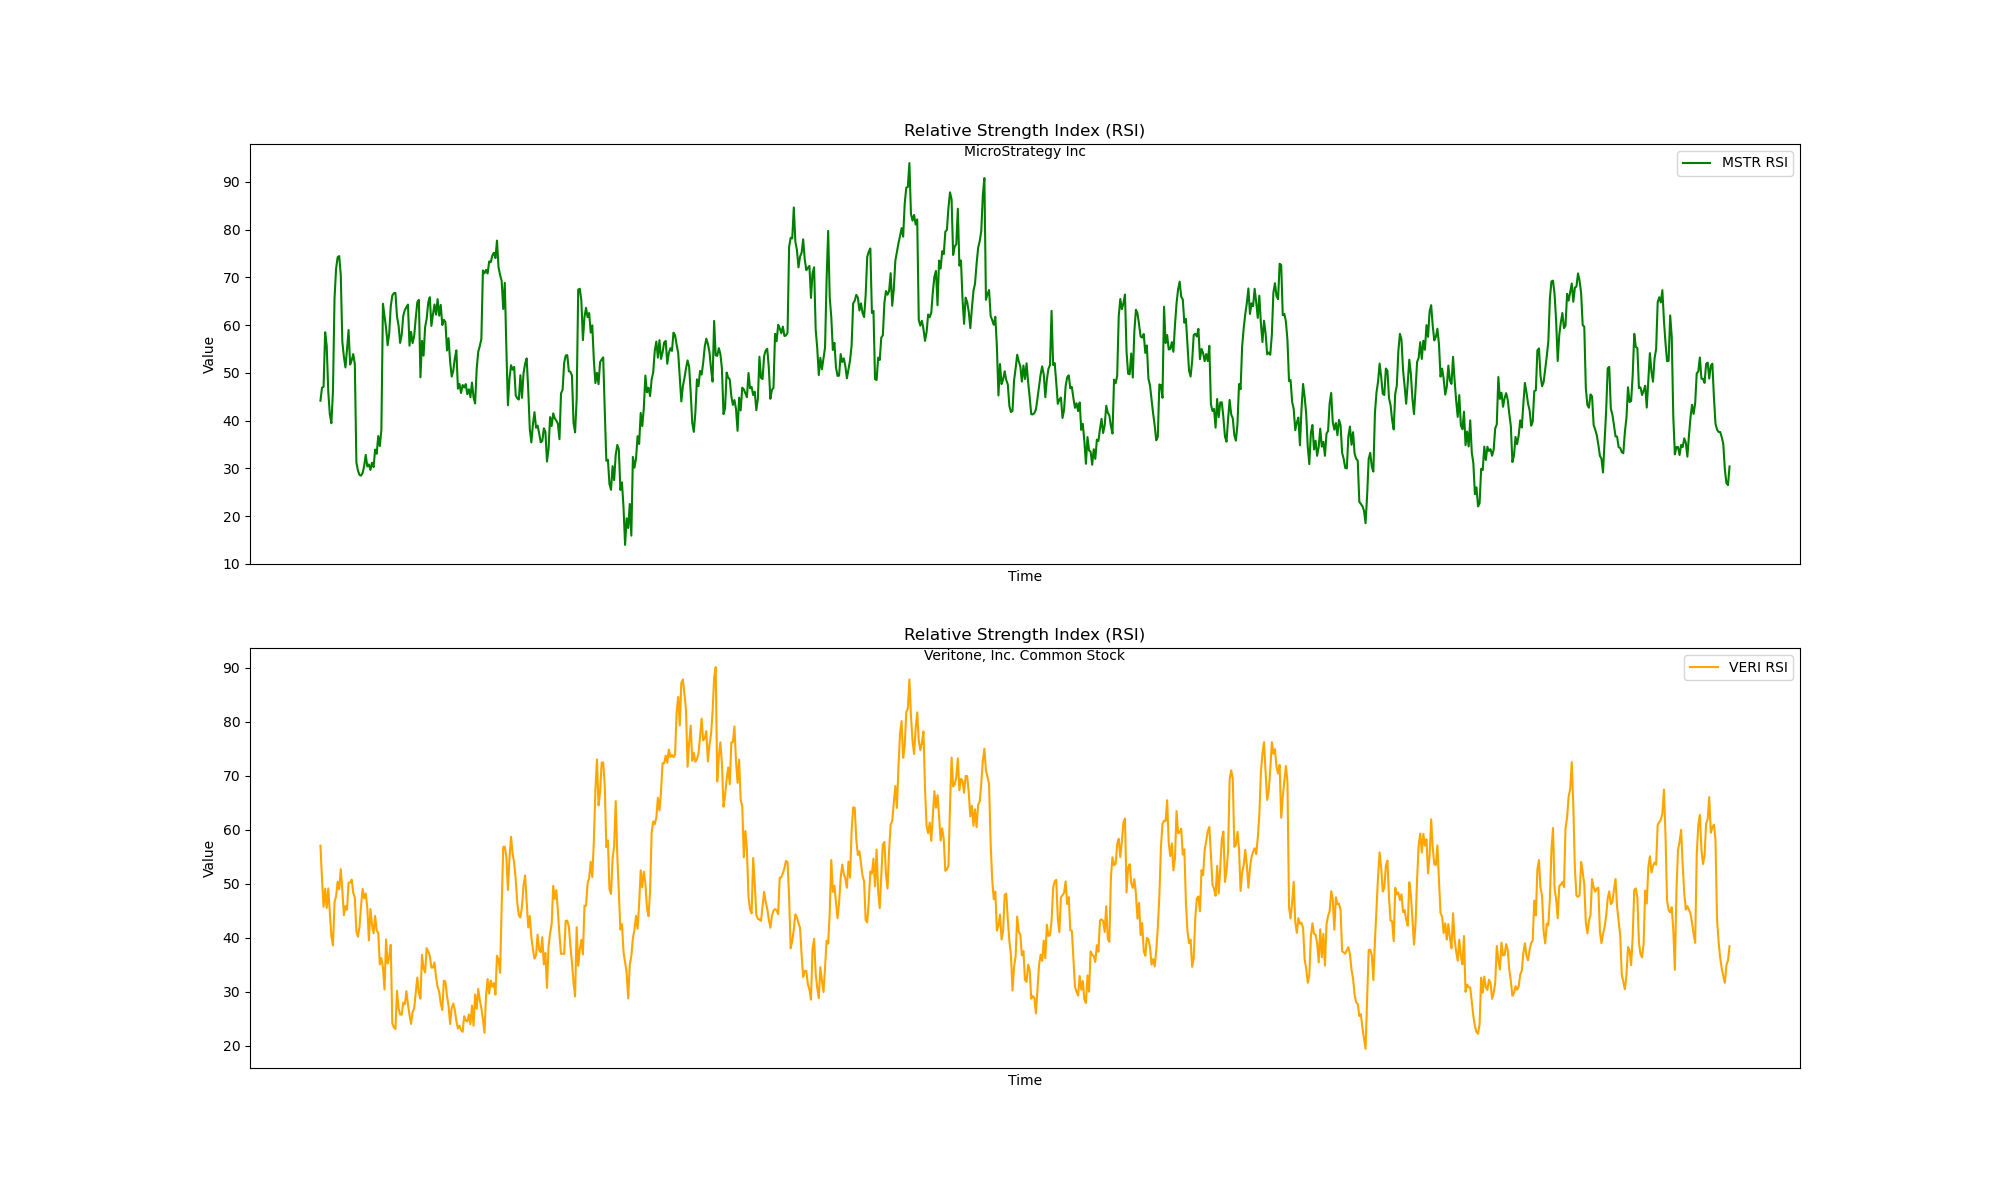 Relative Strength Index (RSI)
MicroStrategy Inc
MSTR RSI
90
80
70
60
50
40
30
20
10
Value
Time
Relative Strength Index (RSI)
Veritone, Inc. Common Stock
VERI RSI
90
80
70
60
50
40
30
20
Value
Time